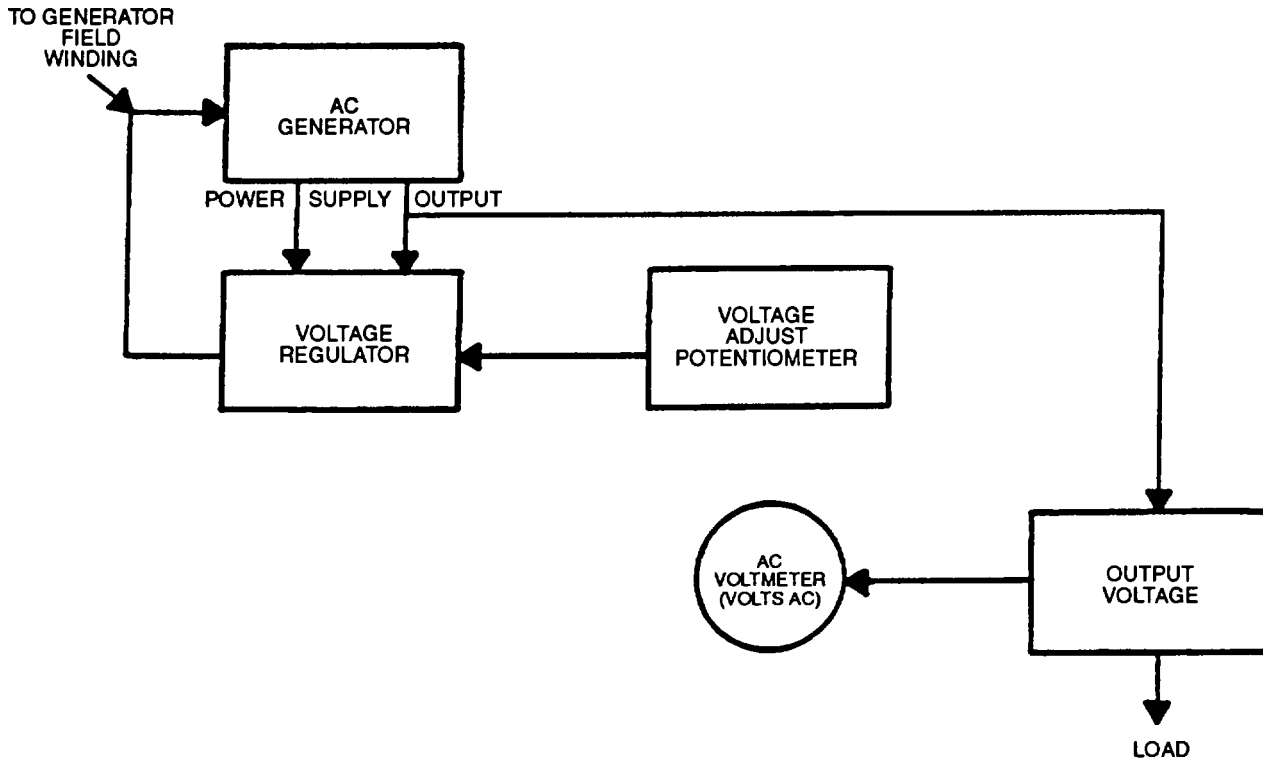 TO GENERATOR
FIELD
WINDING
AC
GENERATOR
POWER SUPPLY OUTPUT
VOLTAGE
REGULATOR
VOLTAGE
ADJUST
POTENTIOMETER
AC
VOLTMETER
(VOLTS AC)
OUTPUT
VOLTAGE
LOAD